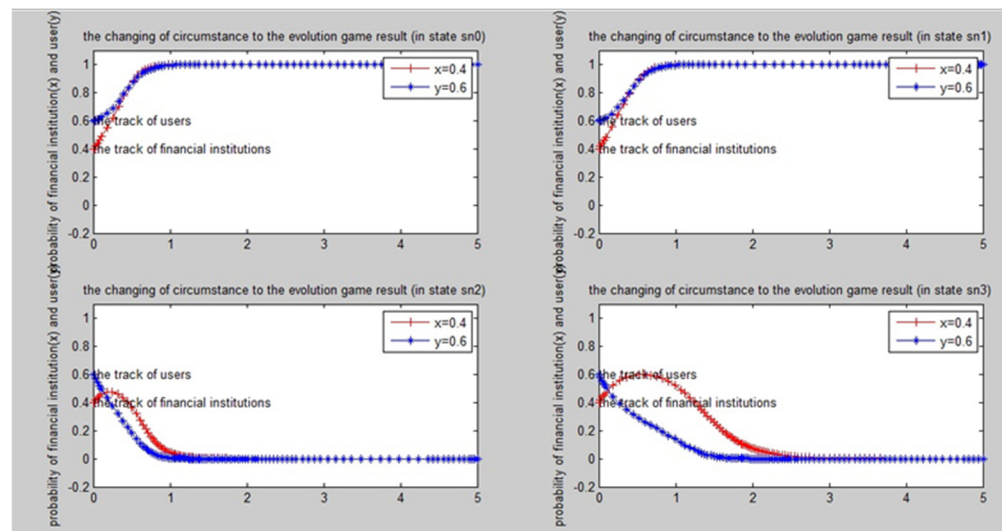 the changing of circumstance to the evolution game result (in state sn0)
probability of financial institution(x) and user(y)
1
0.8
0.6
0.4
0.2
0
-0.2
0
1
2
3
4
5
x=0.4
y=0.6
the track of users
the track of financial institutions
the changing of circumstance to the evolution game result (in state sn1)
probability of financial institution(x) and user(y)
1
0.8
0.6
0.4
0.2
0
-0.2
0
1
2
3
4
5
x=0.4
y=0.6
the track of users
the track of financial institutions
the changing of circumstance to the evolution game result (in state sn2)
probability of financial institution(x) and user(y)
1
0.8
0.6
0.4
0.2
0
-0.2
0
1
2
3
4
5
x=0.4
y=0.6
the track of users
the track of financial institutions
the changing of circumstance to the evolution game result (in state sn3)
probability of financial institution(x) and user(y)
1
0.8
0.6
0.4
0.2
0
-0.2
0
1
2
3
4
5
x=0.4
y=0.6
the track of users
the track of financial institutions